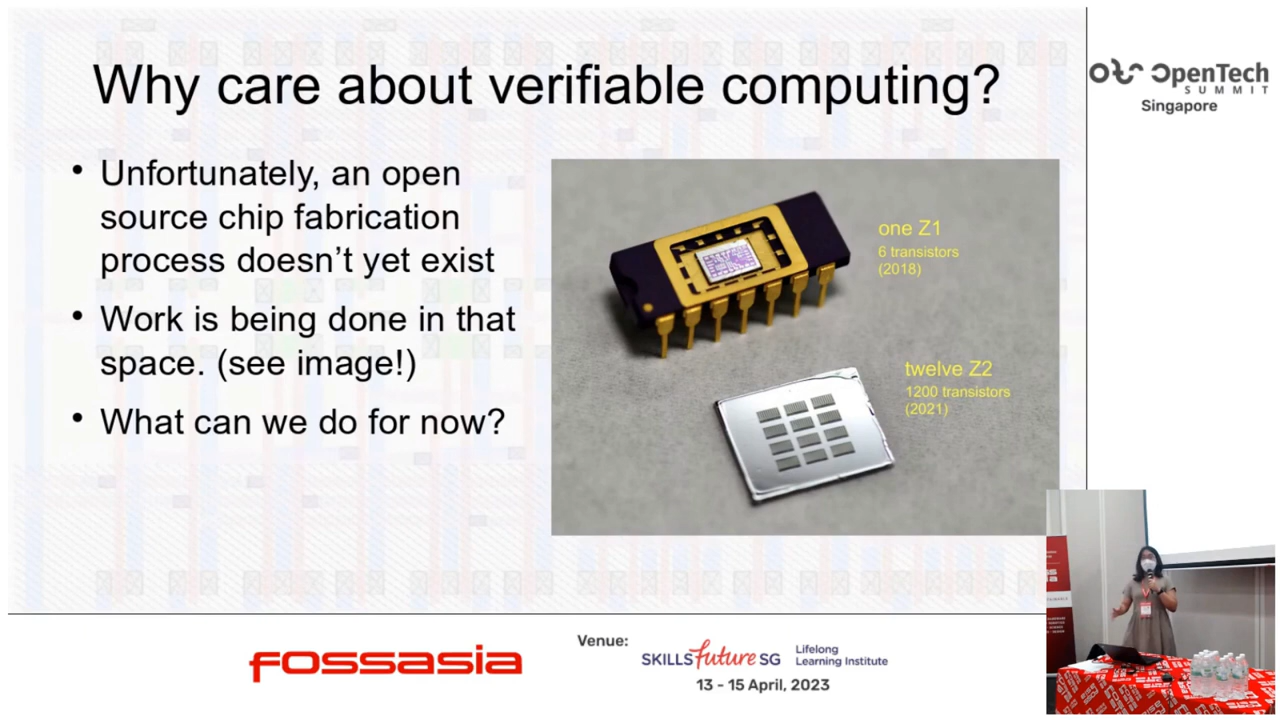 Why care about verifiable computing?
• Unfortunately, an open
source chip fabrication
process doesn’t yet exist
• Work is being done in that
space. (see image!)
• What can we do for now?
one Z1
6 transistors
(2018)
twelve Z2
1200 transistors
(2021)
OpenTech
SUMMIT
Singapore
fossasia
Venue:
SKILLSfuture SG
Lifelong
Learning Institute
13 - 15 April, 2023